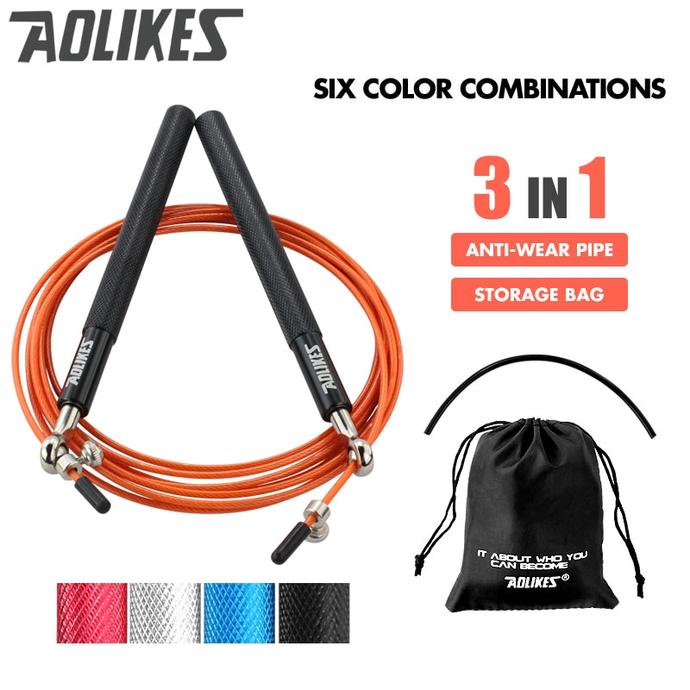 AOLIKES
SIX COLOR COMBINATIONS
3 IN 1
ANTI-WEAR PIPE
STORAGE BAG
AOLIKES
AOLIKES
IT ABOUT WHO YOU
CAN BECOME
AOLIKES®